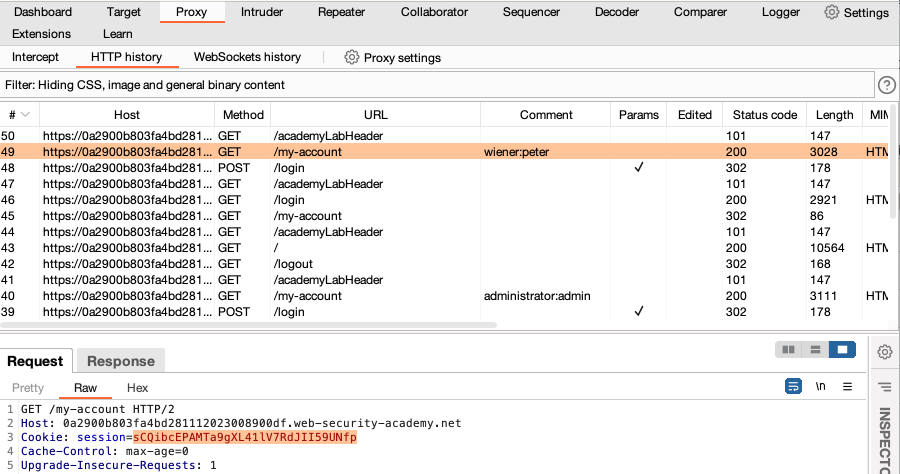 Dashboard Target Proxy Intruder Repeater Collaborator Sequencer Decoder Comparer Logger Settings
Extensions Learn
Intercept HTTP history WebSockets history Proxy settings
Filter: Hiding CSS, image and general binary content ?
# Host Method URL Comment Params Edited Status code Length MIM
50 https://0a2900b803fa4bd281... GET /academyLabHeader 101 147
49 https://0a2900b803fa4bd281... GET /my-account wiener:peter 200 3028 HTM
48 https://0a2900b803fa4bd281... POST /login ✓ 302 178
47 https://0a2900b803fa4bd281... GET /academyLabHeader 101 147
46 https://0a2900b803fa4bd281... GET /login 200 2921 HTM
45 https://0a2900b803fa4bd281... GET /my-account 302 86
44 https://0a2900b803fa4bd281... GET /academyLabHeader 101 147
43 https://0a2900b803fa4bd281... GET / 200 10564 HTM
42 https://0a2900b803fa4bd281... GET /logout 302 168
41 https://0a2900b803fa4bd281... GET /academyLabHeader 101 147
40 https://0a2900b803fa4bd281... GET /my-account administrator:admin 200 3111 HTM
39 https://0a2900b803fa4bd281... POST /login ✓ 302 178
Request Response
Pretty Raw Hex \n
1 GET /my-account HTTP/2
2 Host: 0a2900b803fa4bd281112023008900df.web-security-academy.net
3 Cookie: session=sCQibcEPAMTa9gXL41lV7RdJII59UNfp
4 Cache-Control: max-age=0
5 Upgrade-Insecure-Requests: 1
INSPECTO